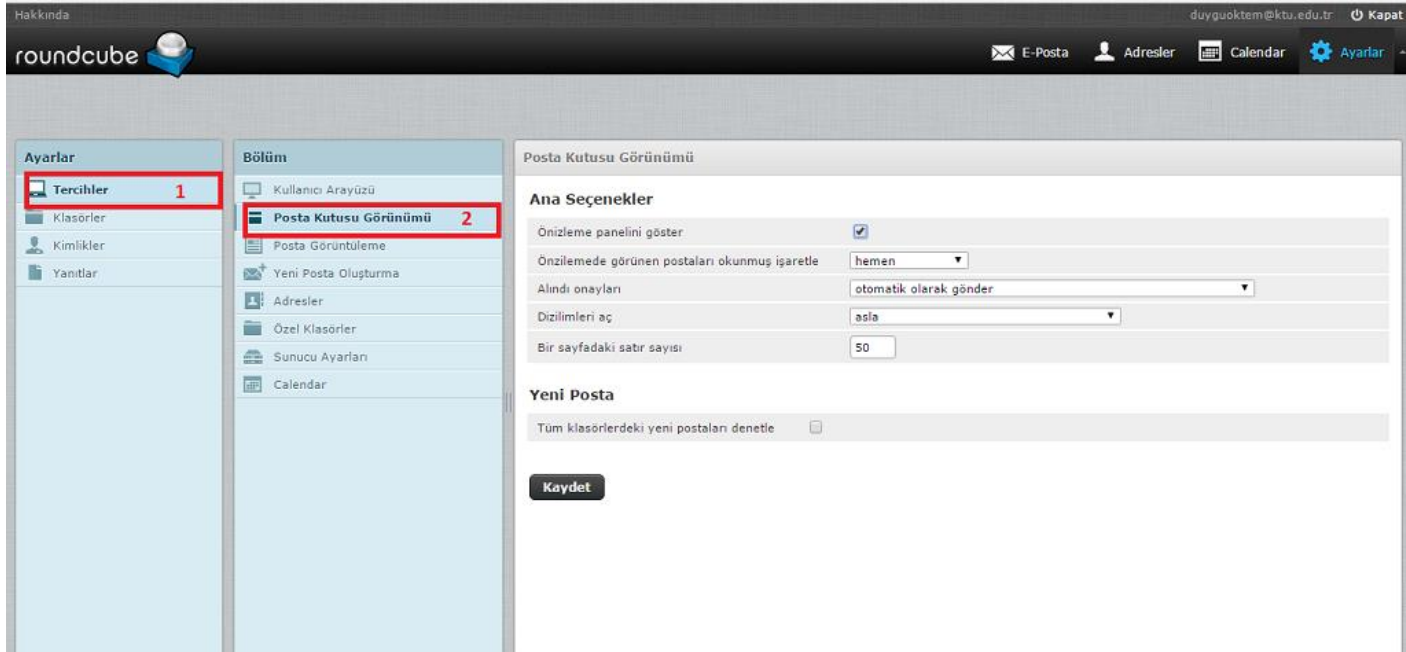 Hakkında
duyguoktem@ktu.edu.tr Kapat
roundcube
E-Posta Adresler Calendar Ayarlar
Ayarlar
Tercihler 1
Klasörler
Kimlikler
Yanıtlar
Bölüm
Kullanıcı Arayüzü
Posta Kutusu Görünümü 2
Posta Görüntüleme
Yeni Posta Oluşturma
Adresler
Özel Klasörler
Sunucu Ayarları
Calendar
Posta Kutusu Görünümü
Ana Seçenekler
Önizleme panelini göster
Önzilemede görünen postaları okunmuş işaretle hemen
Alındı onayları otomatik olarak gönder
Dizilimleri aç asla
Bir sayfadaki satır sayısı 50
Yeni Posta
Tüm klasörlerdeki yeni postaları denetle
Kaydet